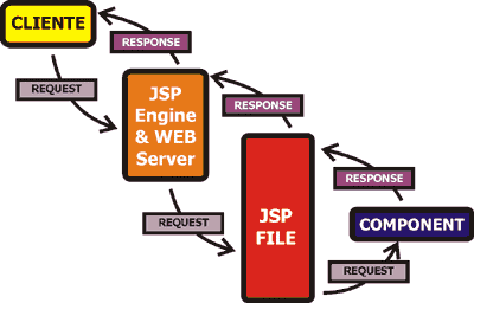 CLIENTE
RESPONSE
REQUEST
JSP
Engine
& WEB
Server
RESPONSE
REQUEST
JSP
FILE
RESPONSE
COMPONENT
REQUEST